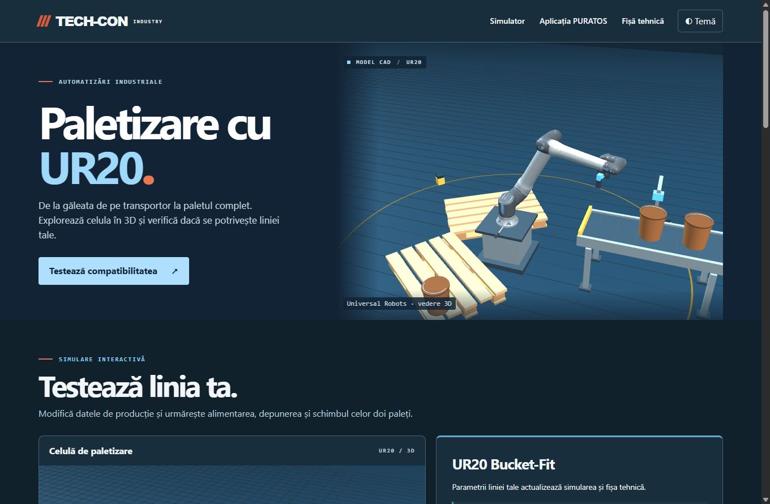 TECH-CON INDUSTRY
Simulator
Aplicația PURATOS
Fișă tehnică
Temă
MODEL CAD / UR20
AUTOMATIZĂRI INDUSTRIALE
Paletizare cu
UR20.
De la găleata de pe transportor la paletul complet.
Explorează celula în 3D și verifică dacă se potrivește liniei
tale.
Testează compatibilitatea ↗
Universal Robots · vedere 3D
SIMULARE INTERACTIVĂ
Testează linia ta.
Modifică datele de producție și urmărește alimentarea, depunerea și schimbul celor doi paleți.
Celulă de paletizare
UR20 / 3D
UR20 Bucket-Fit
Parametrii liniei tale actualizează simularea și fișa tehnică.